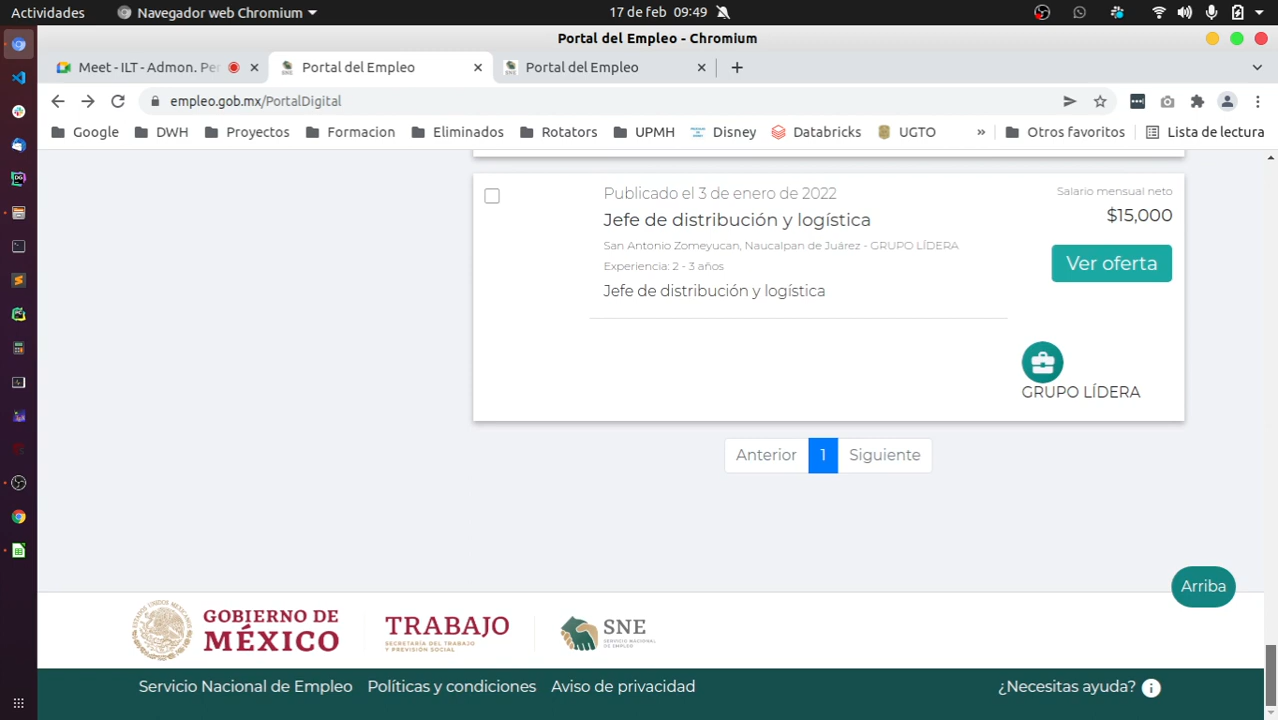 Actividades Navegador web Chromium 17 de feb 09:49
Portal del Empleo - Chromium
Meet - ILT - Admon. Per Portal del Empleo Portal del Empleo
empleo.gob.mx/PortalDigital
Google DWH Proyectos Formacion Eliminados Rotators UPMH Disney Databricks UGTO » Otros favoritos Lista de lectura
Publicado el 3 de enero de 2022
Salario mensual neto
Jefe de distribución y logística
$15,000
San Antonio Zomeyucan, Naucalpan de Juárez - GRUPO LÍDERA
Experiencia: 2 - 3 años
Ver oferta
Jefe de distribución y logística
GRUPO LÍDERA
Anterior 1 Siguiente
Arriba
GOBIERNO DE
MÉXICO
TRABAJO
SECRETARÍA DEL TRABAJO
Y PREVISIÓN SOCIAL
SNE
SERVICIO NACIONAL
DE EMPLEO
Servicio Nacional de Empleo Políticas y condiciones Aviso de privacidad ¿Necesitas ayuda?